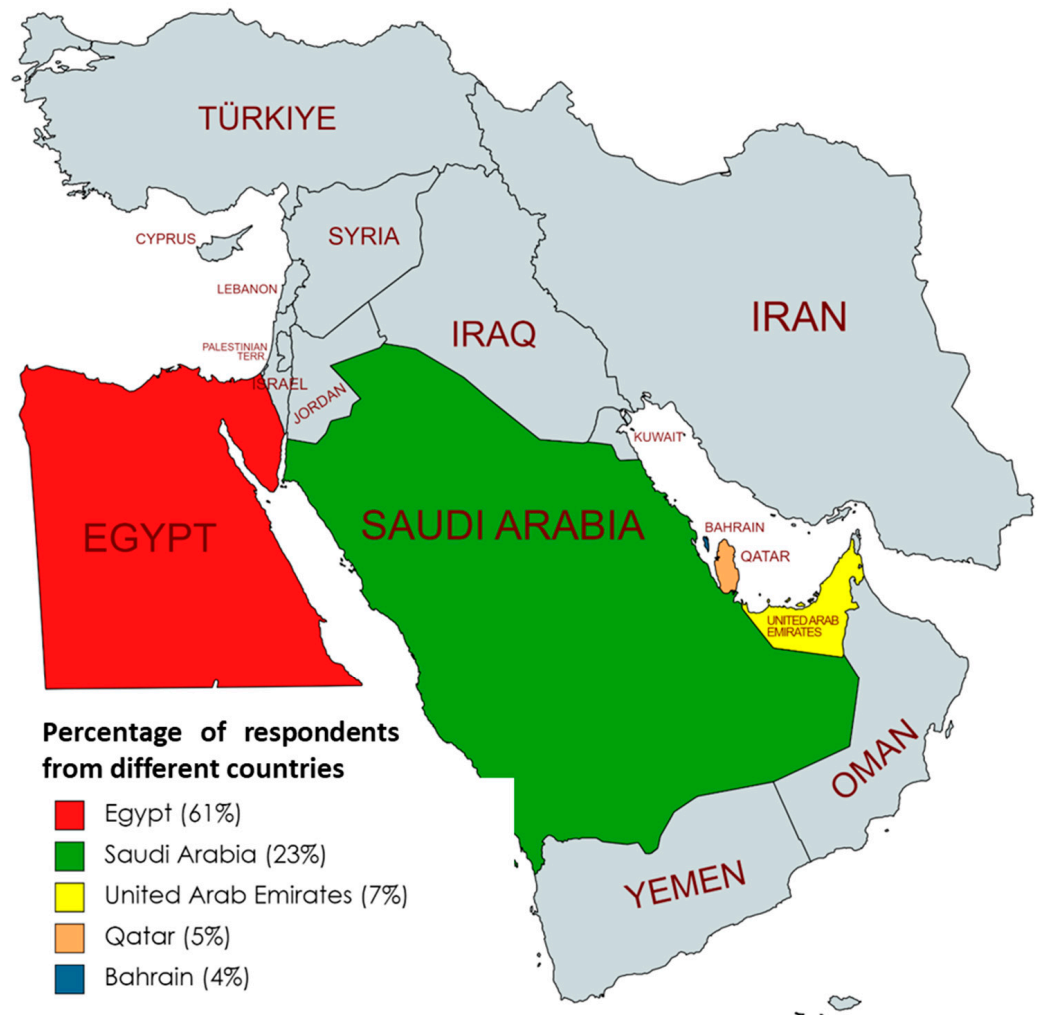 TÜRKIYE
CYPRUS
SYRIA
LEBANON
IRAQ
IRAN
PALESTINIAN
TERR.
ISRAEL
JORDAN
KUWAIT
EGYPT
SAUDI ARABIA
BAHRAIN
QATAR
UNITED ARAB
EMIRATES
OMAN
YEMEN
Percentage of respondents
from different countries
Egypt (61%)
Saudi Arabia (23%)
United Arab Emirates (7%)
Qatar (5%)
Bahrain (4%)